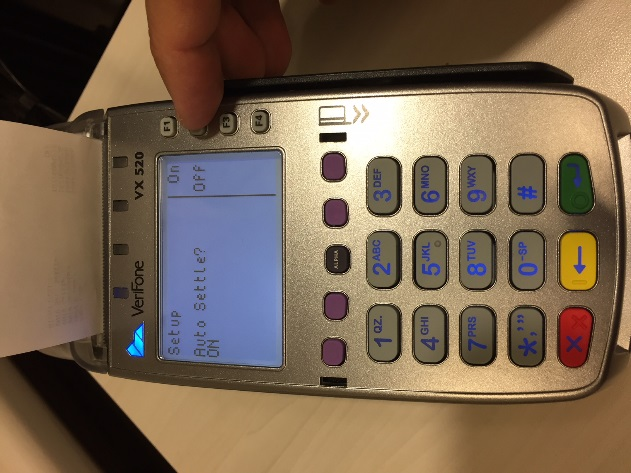 VeriFone VX 520
Setup On
Auto Settle? Off
ON
F1
F3
F4
ALPHA
1 QZ. 2 ABC 3 DEF
4 GHI 5 JKL 6 MNO
7 PRS 8 TUV 9 WXY
*,'" 0 -SP #